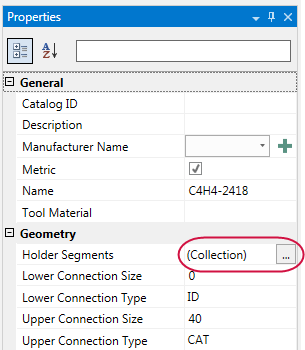 Properties
A
Z
General
Catalog ID
Description
Manufacturer Name
Metric
Name C4H4-2418
Tool Material
Geometry
Holder Segments (Collection) ...
Lower Connection Size 0
Lower Connection Type ID
Upper Connection Size 40
Upper Connection Type CAT